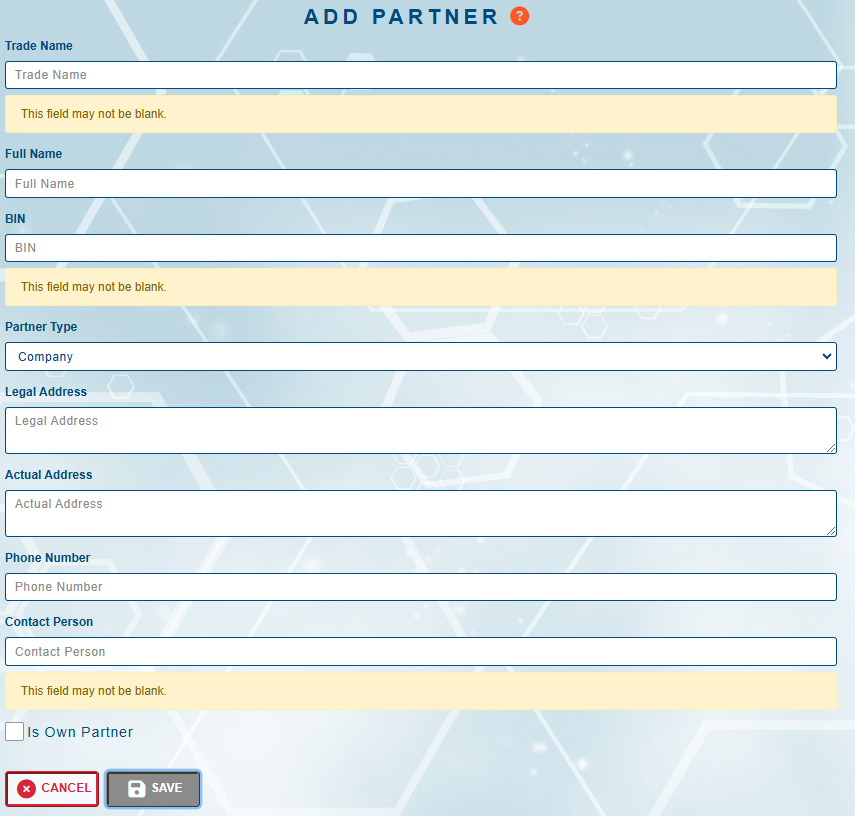 ADD PARTNER ?
Trade Name
Trade Name
This field may not be blank.
Full Name
Full Name
BIN
BIN
This field may not be blank.
Partner Type
Company
Legal Address
Legal Address
Actual Address
Actual Address
Phone Number
Phone Number
Contact Person
Contact Person
This field may not be blank.
Is Own Partner
CANCEL SAVE